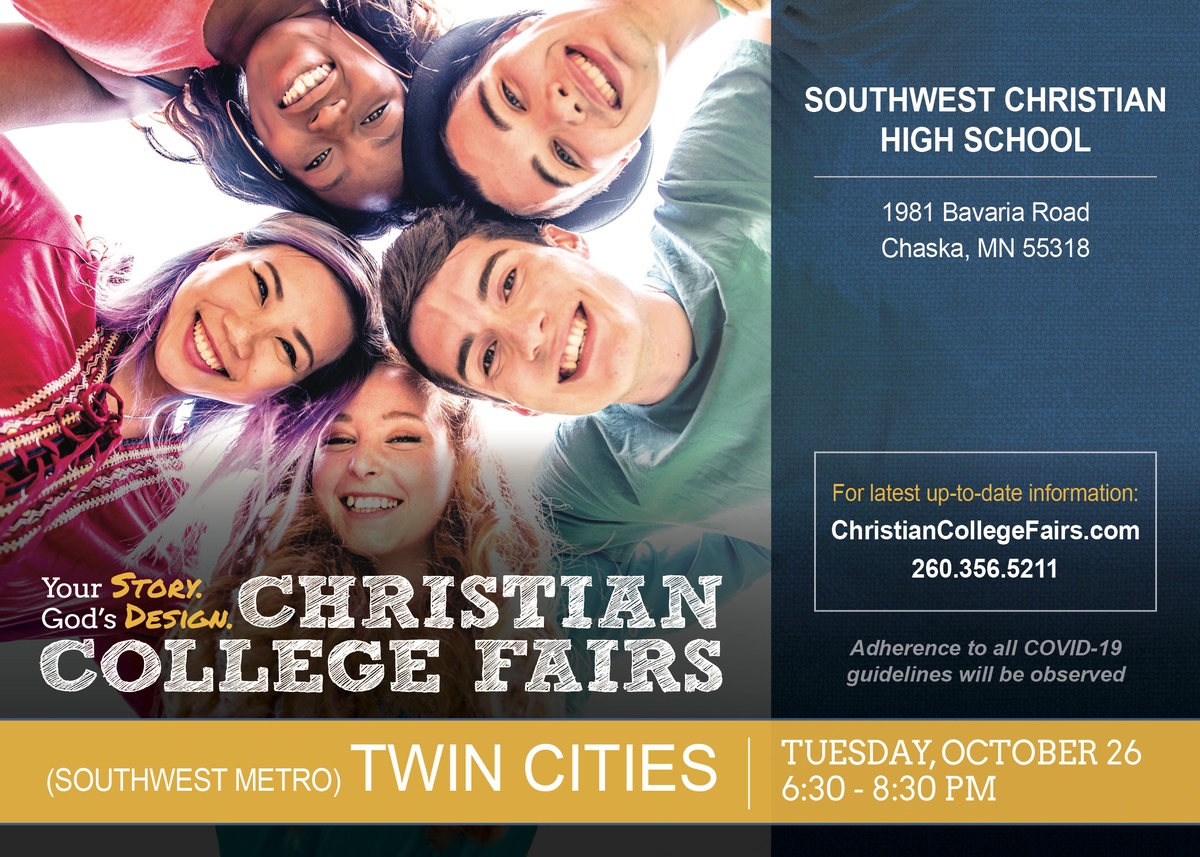 SOUTHWEST CHRISTIAN
HIGH SCHOOL
1981 Bavaria Road
Chaska, MN 55318
For latest up-to-date information:
ChristianCollegeFairs.com
260.356.5211
Adherence to all COVID-19
guidelines will be observed
Your STORY.
God's DESIGN.
CHRISTIAN
COLLEGE FAIRS
(SOUTHWEST METRO) TWIN CITIES
TUESDAY, OCTOBER 26
6:30 - 8:30 PM